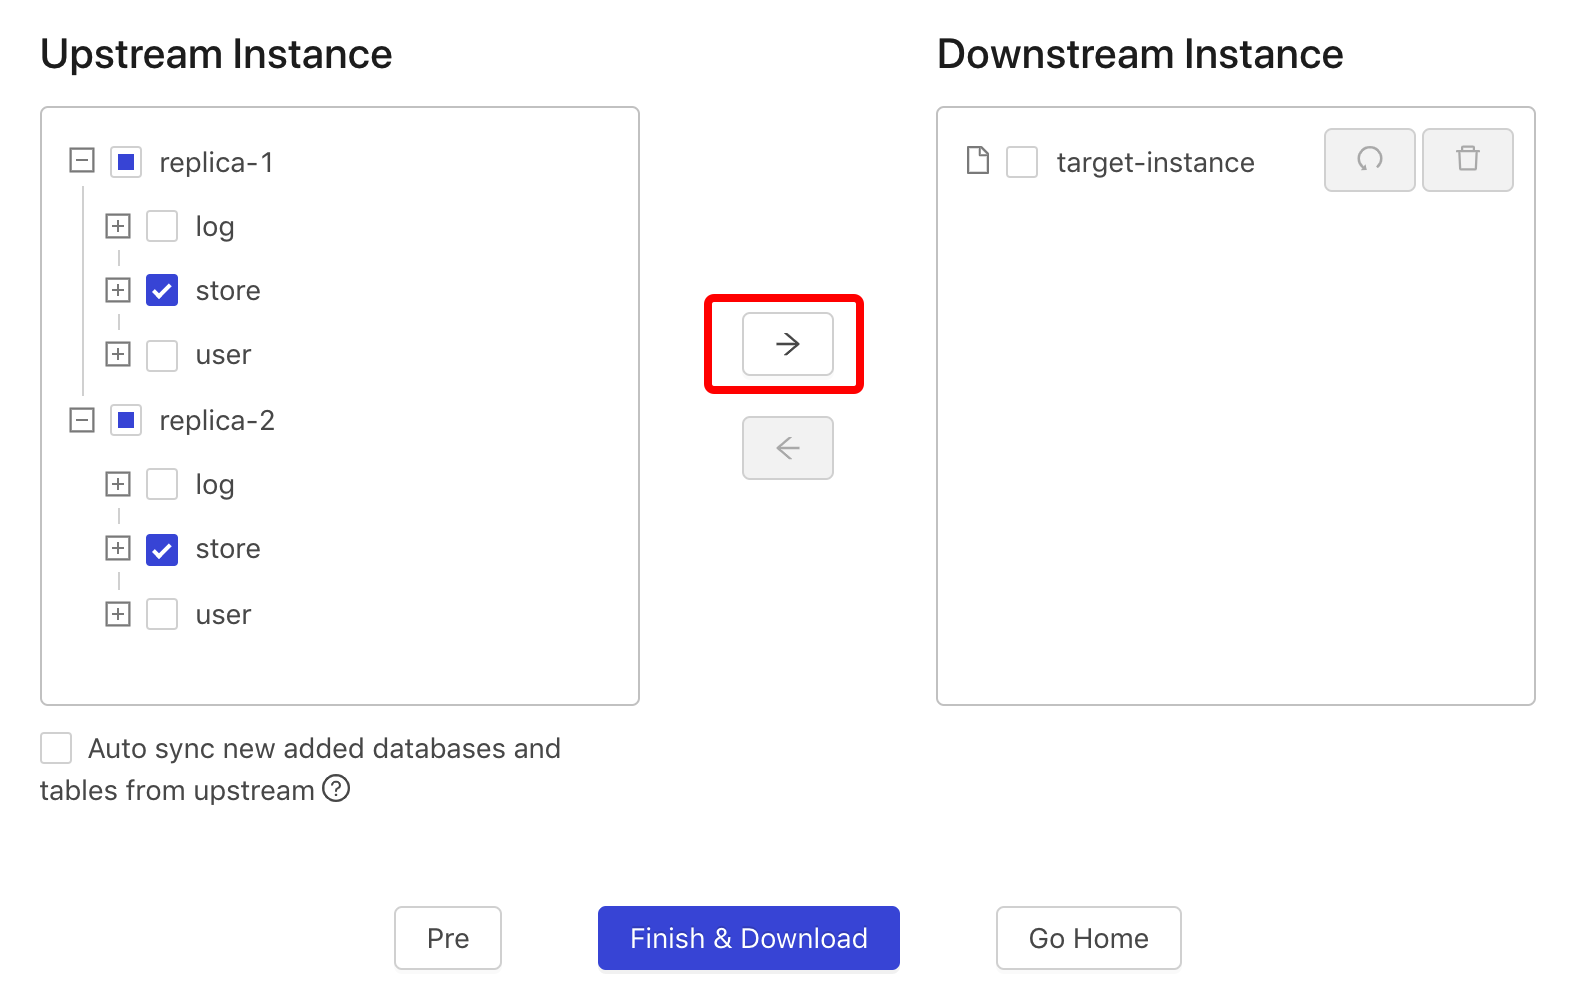 Upstream Instance
Downstream Instance
replica-1
log
store
user
replica-2
log
store
user
target-instance
Auto sync new added databases and
tables from upstream
Pre
Finish & Download
Go Home